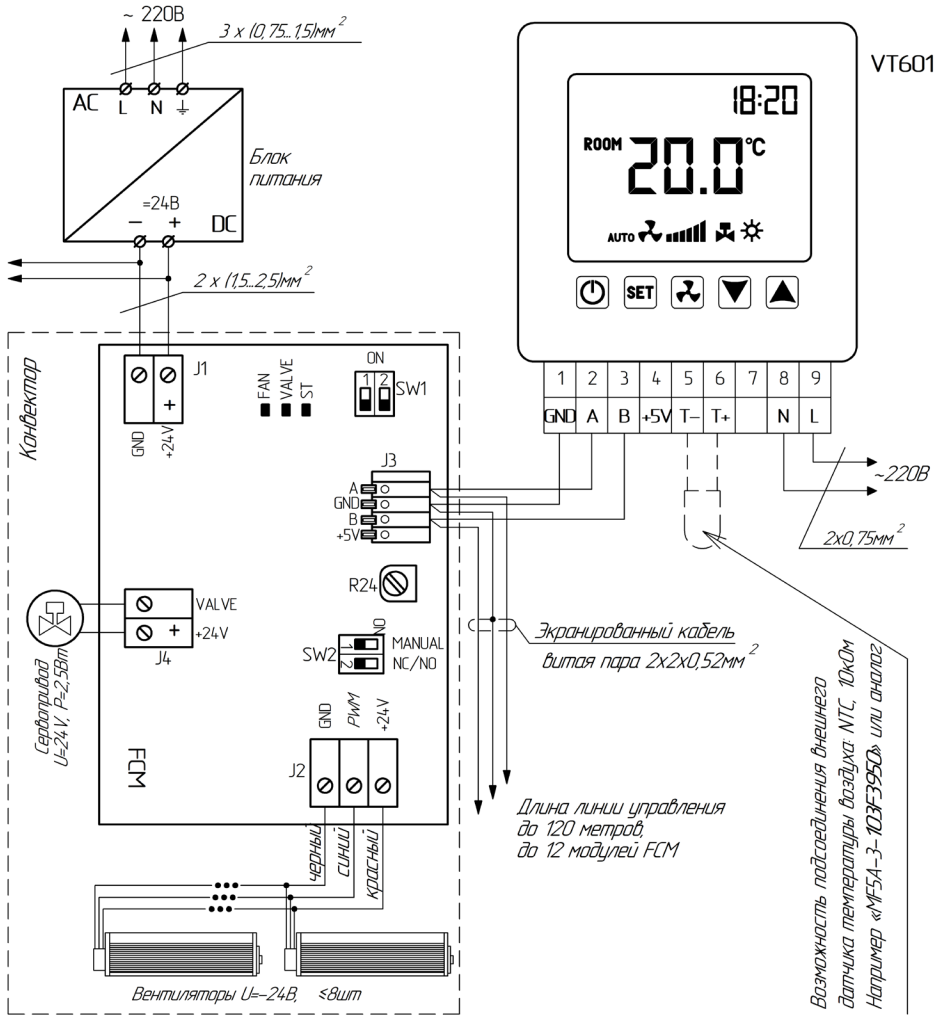 ~ 220В
3 x (0,75...1,5)мм²
AC
L
N
Блок
питания
=24В
−
+
DC
2 x (1,5...2,5)мм²
VT601
18:20
ROOM
20.0°C
AUTO
SET
1 2 3 4 5 6 7 8 9
GND A B +5V T− T+ N L
~220В
2x0,75мм²
Конвектор
J1
+
GND
+24V
FAN
VALVE
ST
ON
1 2
SW1
J3
A
GND
B
+5V
R24
VALVE
+
+24V
J4
Сервопривод
U=24V, P=2,5Вт
NO
SW2
1
2
MANUAL
NC/NO
GND
PWM
+24V
J2
FCM
черный
синий
красный
Экранированный кабель
витая пара 2x2x0,52мм²
Длина линии управления
до 120 метров,
до 12 модулей FCM
Возможность подсоединения внешнего
датчика температуры воздуха: NTC, 10кОм
Например «MF5A-3-103F3950» или аналог
Вентиляторы U=−24В, ≤8шт